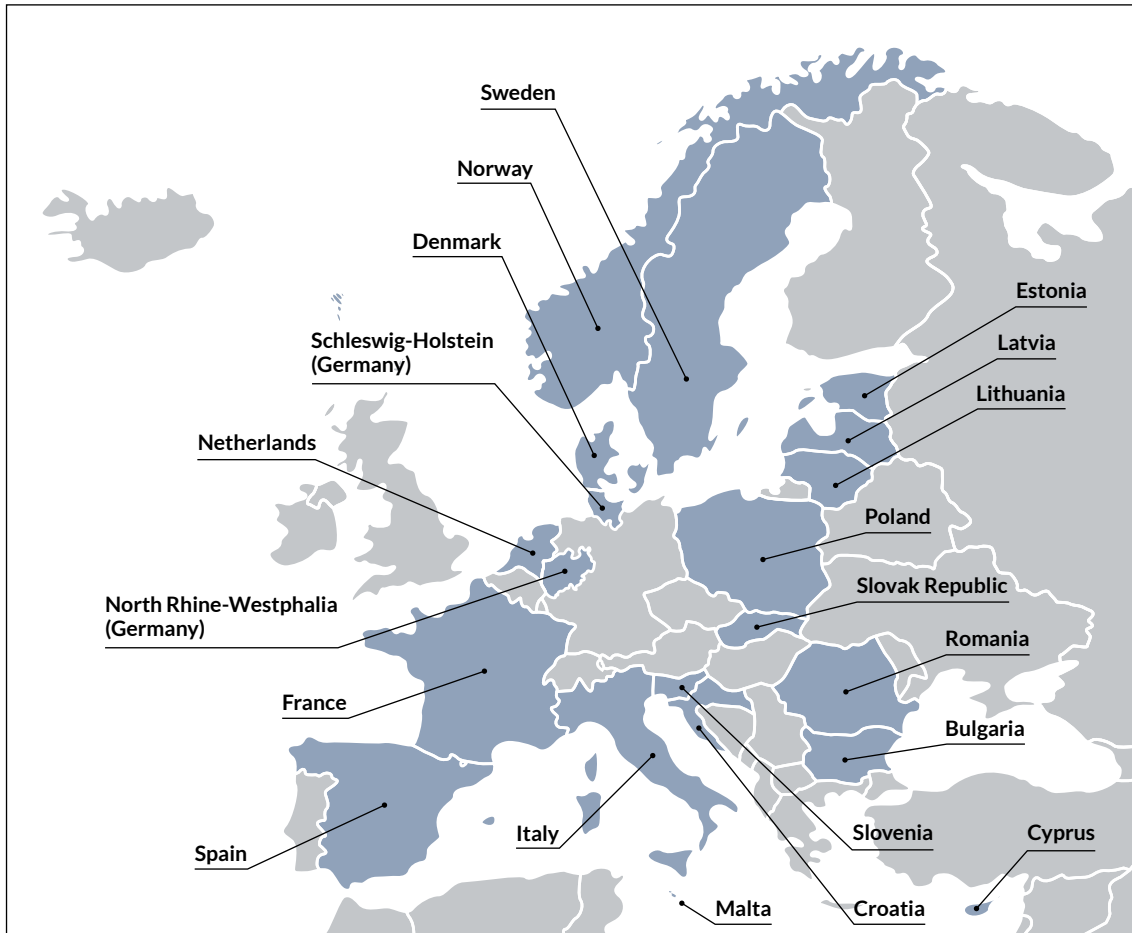 Sweden
Norway
Denmark
Estonia
Schleswig-Holstein
(Germany)
Latvia
Lithuania
Netherlands
Poland
Slovak Republic
North Rhine-Westphalia
(Germany)
Romania
France
Bulgaria
Italy
Slovenia
Cyprus
Spain
Malta
Croatia